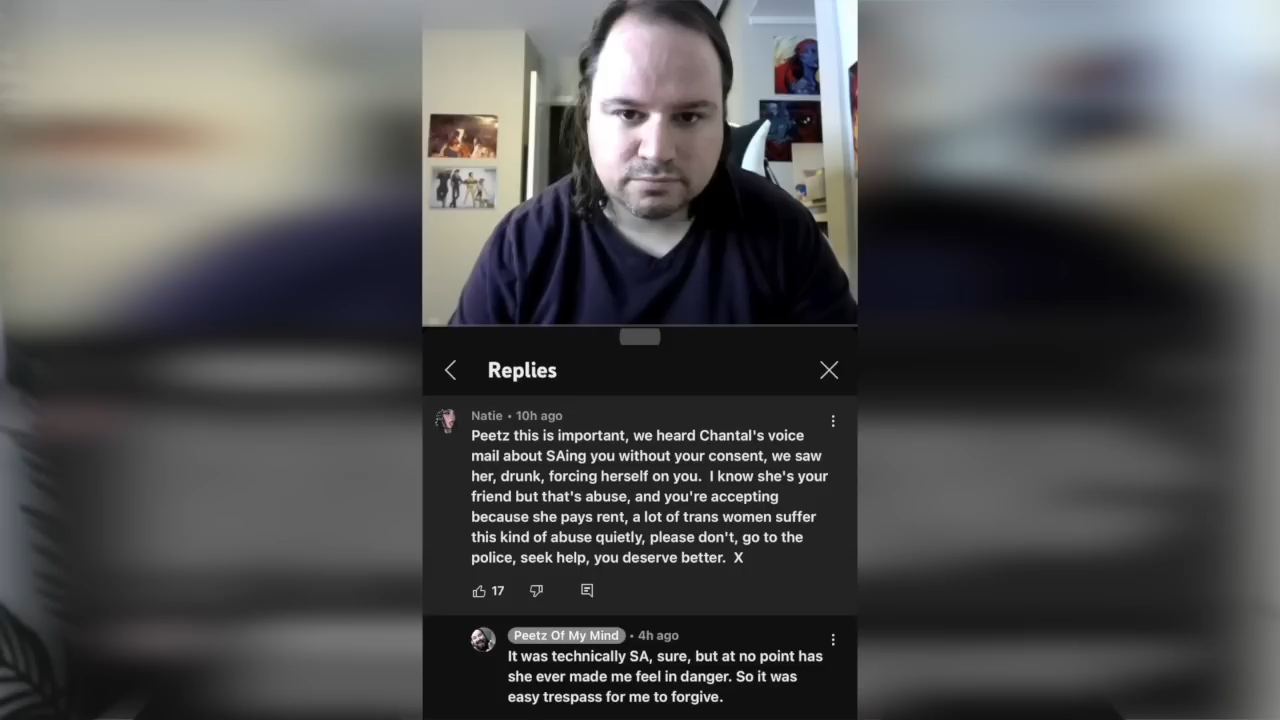 Replies
Natie • 10h ago
Peetz this is important, we heard Chantal's voice
mail about SAing you without your consent, we saw
her, drunk, forcing herself on you. I know she's your
friend but that's abuse, and you're accepting
because she pays rent, a lot of trans women suffer
this kind of abuse quietly, please don't, go to the
police, seek help, you deserve better. X
17
Peetz Of My Mind • 4h ago
It was technically SA, sure, but at no point has
she ever made me feel in danger. So it was
easy trespass for me to forgive.